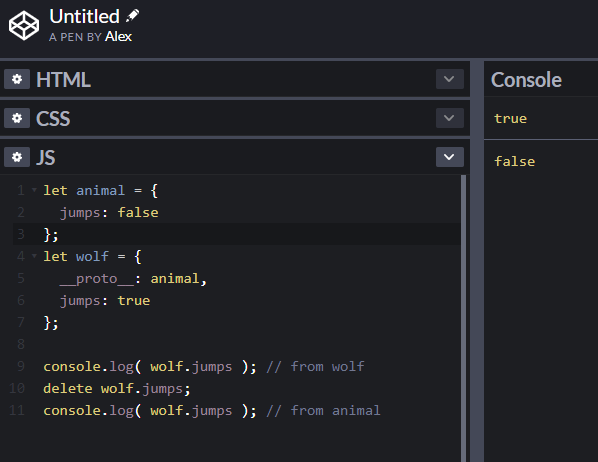 Untitled
A PEN BY Alex
HTML
CSS
JS
1 let animal = {
2   jumps: false
3 };
4 let wolf = {
5   __proto__: animal,
6   jumps: true
7 };
8
9 console.log( wolf.jumps ); // from wolf
10 delete wolf.jumps;
11 console.log( wolf.jumps ); // from animal
Console
true
false